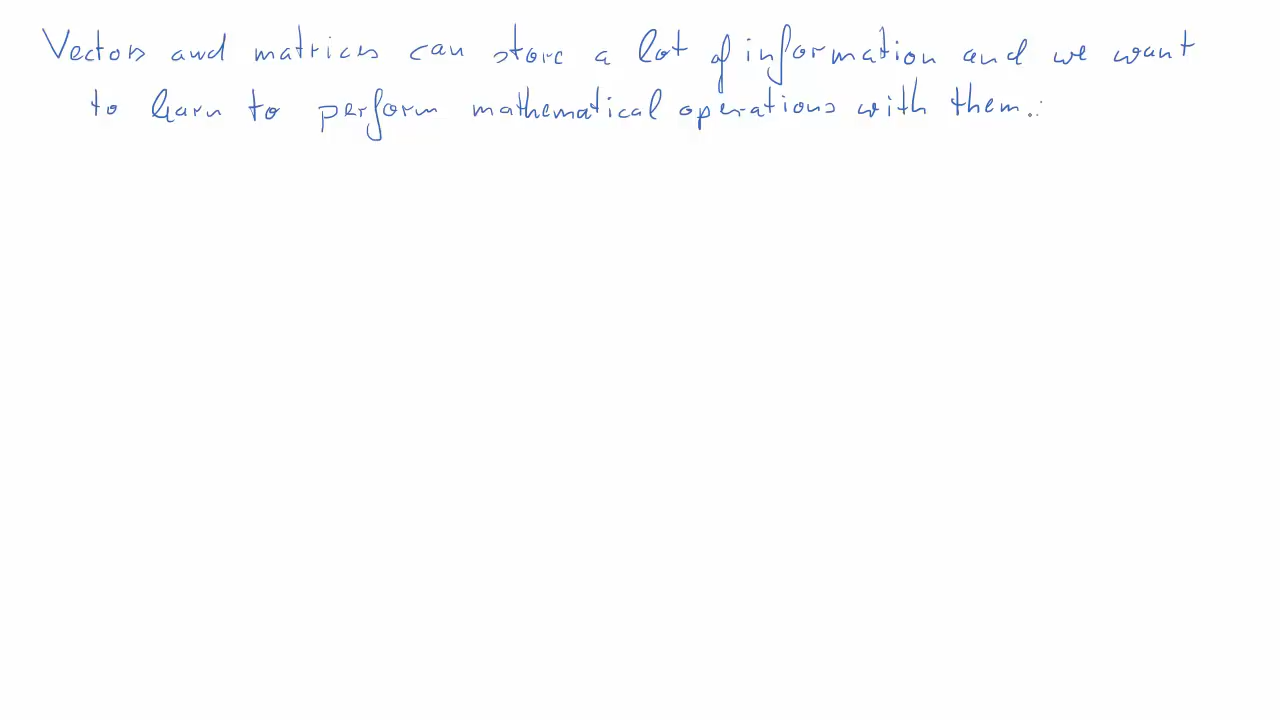 Vectors and matrices can store a lot of information and we want
to learn to perform mathematical operations with them.